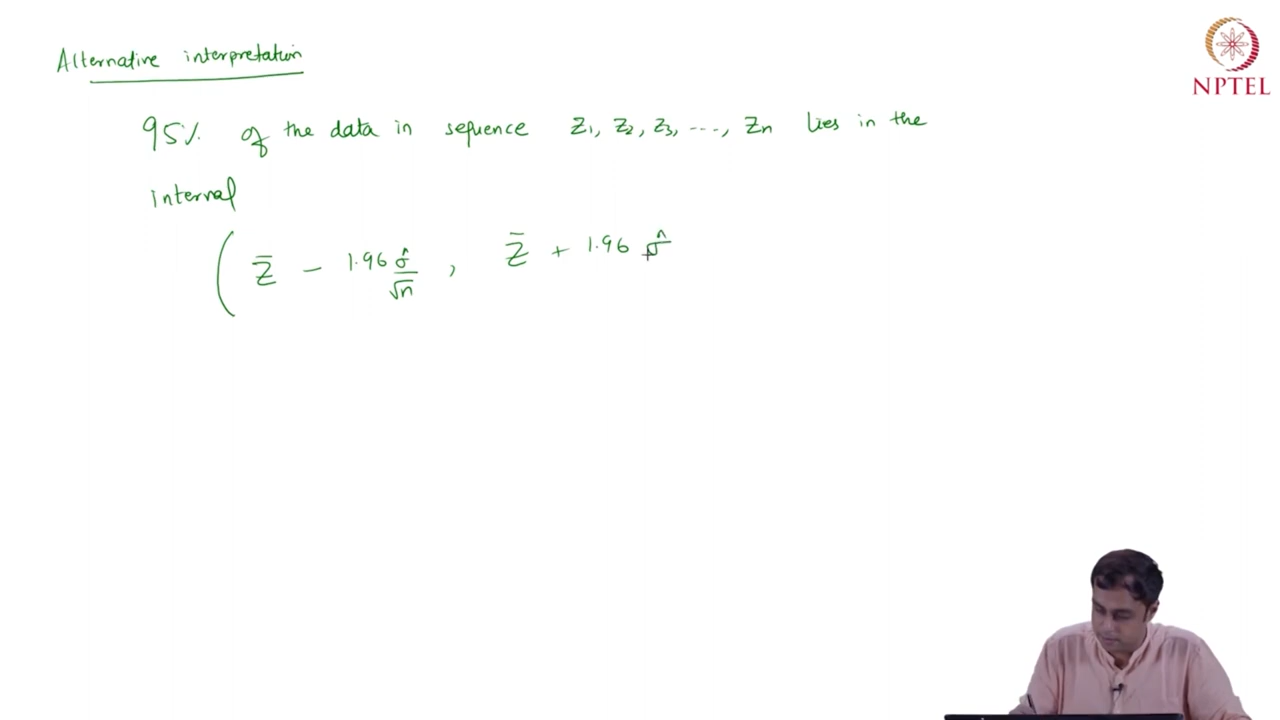 Alternative interpretation
NPTEL
95% of the data in sequence Z1, Z2, Z3, ..., Zn lies in the
interval
( Z̄ − 1.96 σ̂/√n , Z̄ + 1.96 σ̂